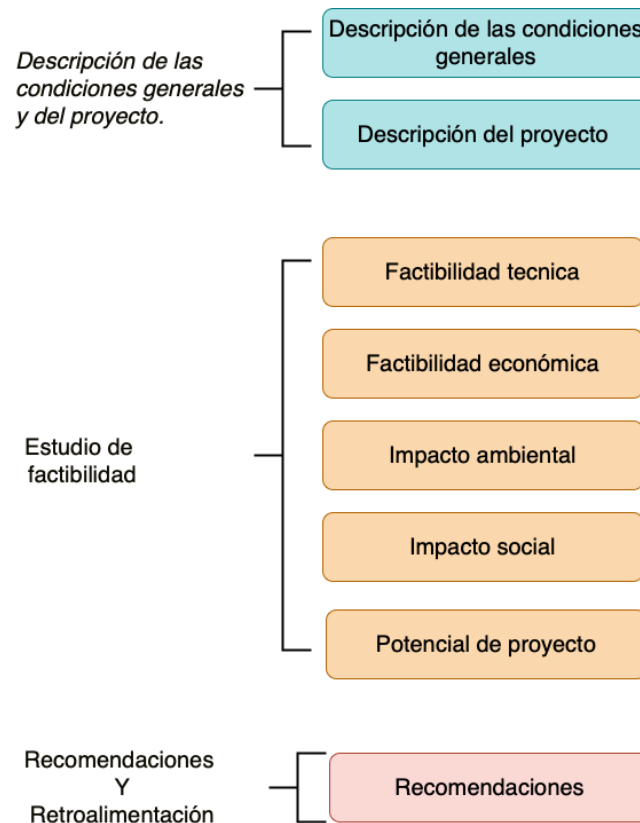 Descripción de las
condiciones generales
y del proyecto.
Descripción de las condiciones
generales
Descripción del proyecto
Estudio de
factibilidad
Factibilidad tecnica
Factibilidad económica
Impacto ambiental
Impacto social
Potencial de proyecto
Recomendaciones
Y
Retroalimentación
Recomendaciones